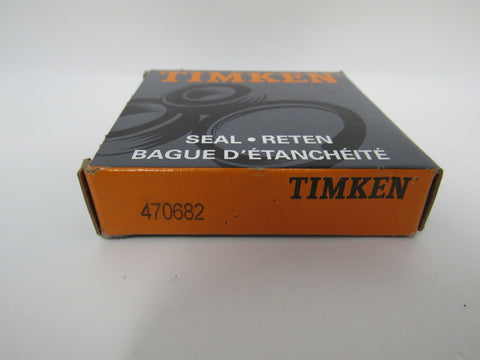 TIMKEN
SEAL • RETEN
BAGUE D'ÉTANCHÉITÉ
TIMKEN
470682